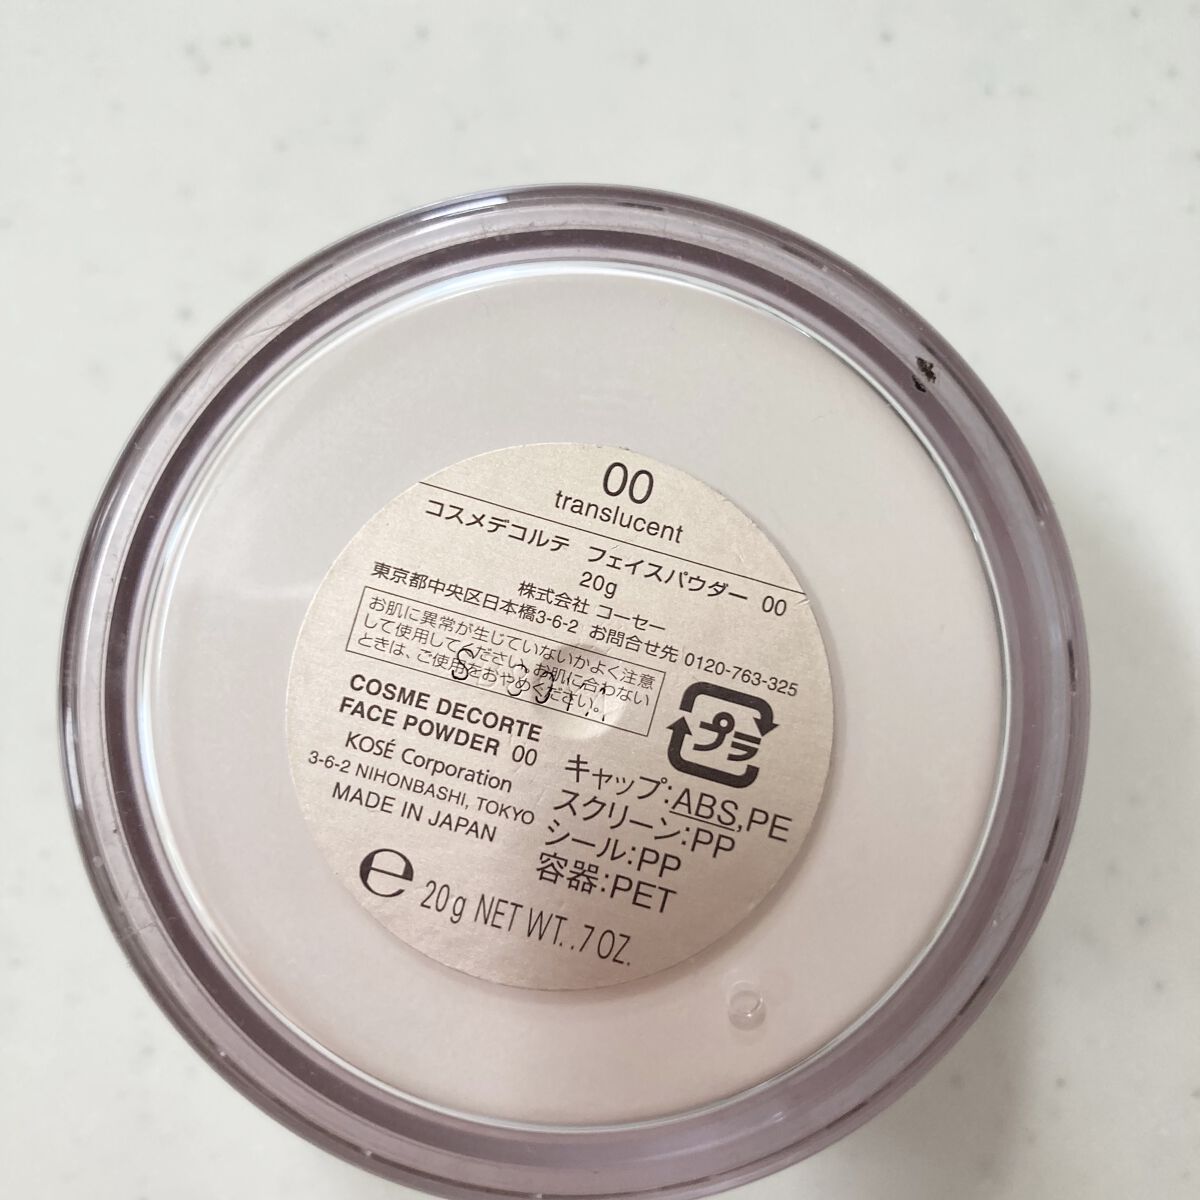 00
translucent
コスメデコルテ フェイスパウダー 00
20g
株式会社 コーセー
東京都中央区日本橋3-6-2 お問合せ先 0120-763-325
お肌に異常が生じていないかよく注意
して使用してください。お肌に合わない
ときは、ご使用をおやめください。
COSME DECORTE
FACE POWDER 00
KOSÉ Corporation
3-6-2 NIHONBASHI, TOKYO
MADE IN JAPAN
プラ
キャップ:ABS,PE
スクリーン:PP
シール:PP
容器:PET
e 20g NET WT. .7 OZ.